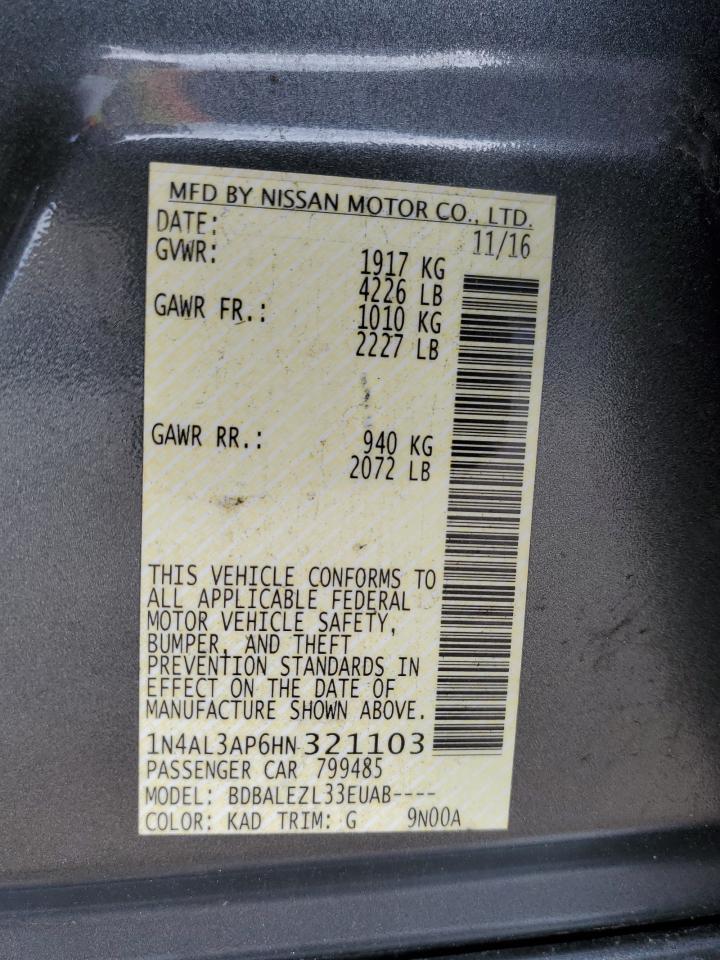 MFD BY NISSAN MOTOR CO., LTD.
DATE: 11/16
GVWR: 1917 KG
4226 LB
GAWR FR.: 1010 KG
2227 LB
GAWR RR.: 940 KG
2072 LB
THIS VEHICLE CONFORMS TO
ALL APPLICABLE FEDERAL
MOTOR VEHICLE SAFETY,
BUMPER, AND THEFT
PREVENTION STANDARDS IN
EFFECT ON THE DATE OF
MANUFACTURE SHOWN ABOVE.
1N4AL3AP6HN 321103
PASSENGER CAR 799485
MODEL: BDBALEZL33EUAB----
COLOR: KAD TRIM: G 9N00A